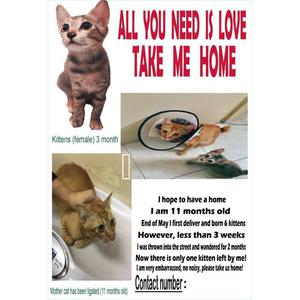 ALL YOU NEED IS LOVE
TAKE ME HOME
Kittens (female) 3 month
I hope to have a home
I am 11 months old
End of May I first deliver and born 6 kittens
However, less than 3 weeks
I was thrown into the street and wandered for 2 months
Now there is only one kitten left by me!
I am very embarrassed, no noisy, please take us home!
Contact number :
Mother cat has been ligated (11 months old)